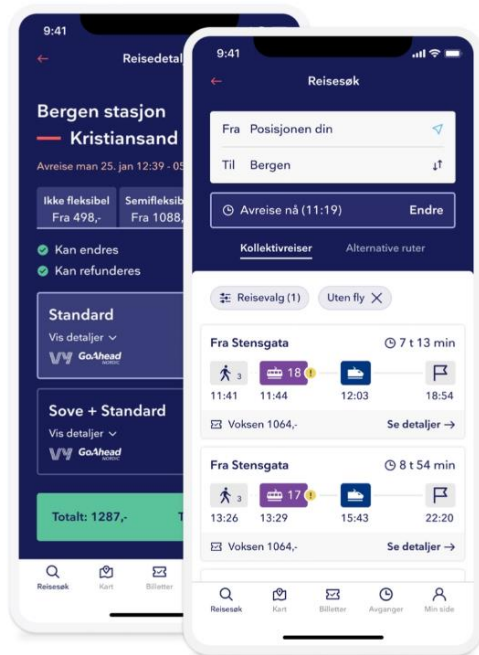 9:41
Reisedetal
Bergen stasjon
— Kristiansand
Avreise man 25. jan 12:39 - 05
Ikke fleksibel
Fra 498,-
Semifleksib
Fra 1088,
Kan endres
Kan refunderes
Standard
Vis detaljer
VY GoAhead NORDIC
Sove + Standard
Vis detaljer
VY GoAhead NORDIC
Totalt: 1287,-
Reisesøk Kart Billetter
9:41
Reisesøk
Fra Posisjonen din
Til Bergen
Avreise nå (11:19) Endre
Kollektivreiser Alternative ruter
Reisevalg (1) Uten fly
Fra Stensgata 7 t 13 min
3 18
11:41 11:44 12:03 18:54
Voksen 1064,- Se detaljer →
Fra Stensgata 8 t 54 min
3 17
13:26 13:29 15:43 22:20
Voksen 1064,- Se detaljer →
Reisesøk Kart Billetter Avganger Min side